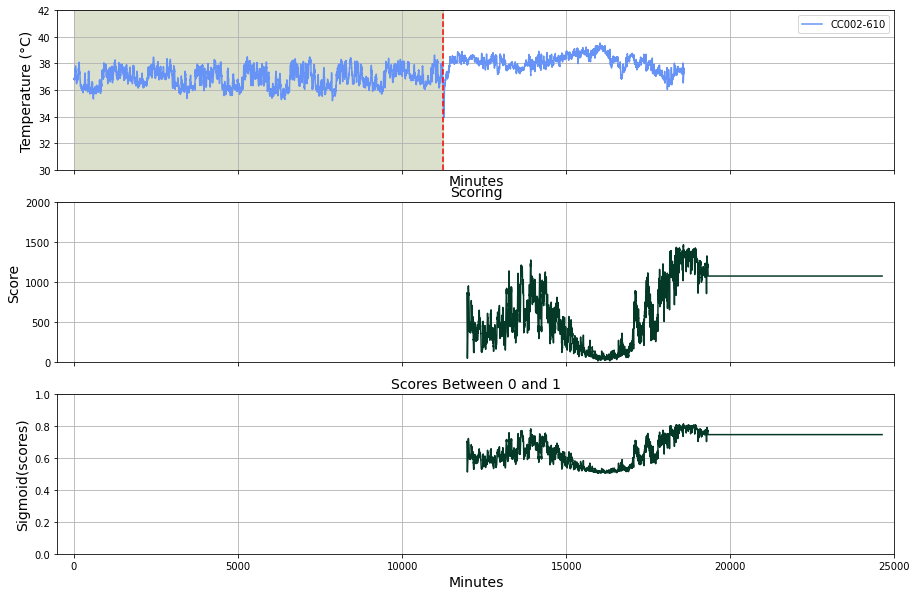 42
40
38
36
34
32
30
Temperature (°C)
CC002-610
Minutes
Scoring
2000
1500
1000
500
0
Score
Scores Between 0 and 1
1.0
0.8
0.6
0.4
0.2
0.0
Sigmoid(scores)
0 5000 10000 15000 20000 25000
Minutes